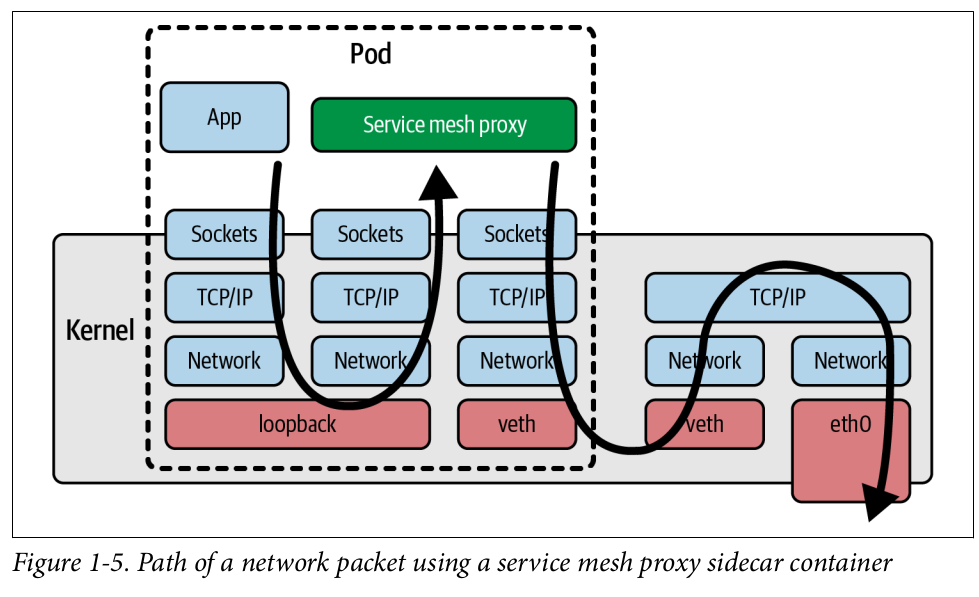 Pod
App
Service mesh proxy
Sockets Sockets Sockets
TCP/IP TCP/IP TCP/IP TCP/IP
Kernel
Network Network Network Network Network
loopback veth veth eth0
Figure 1-5. Path of a network packet using a service mesh proxy sidecar container